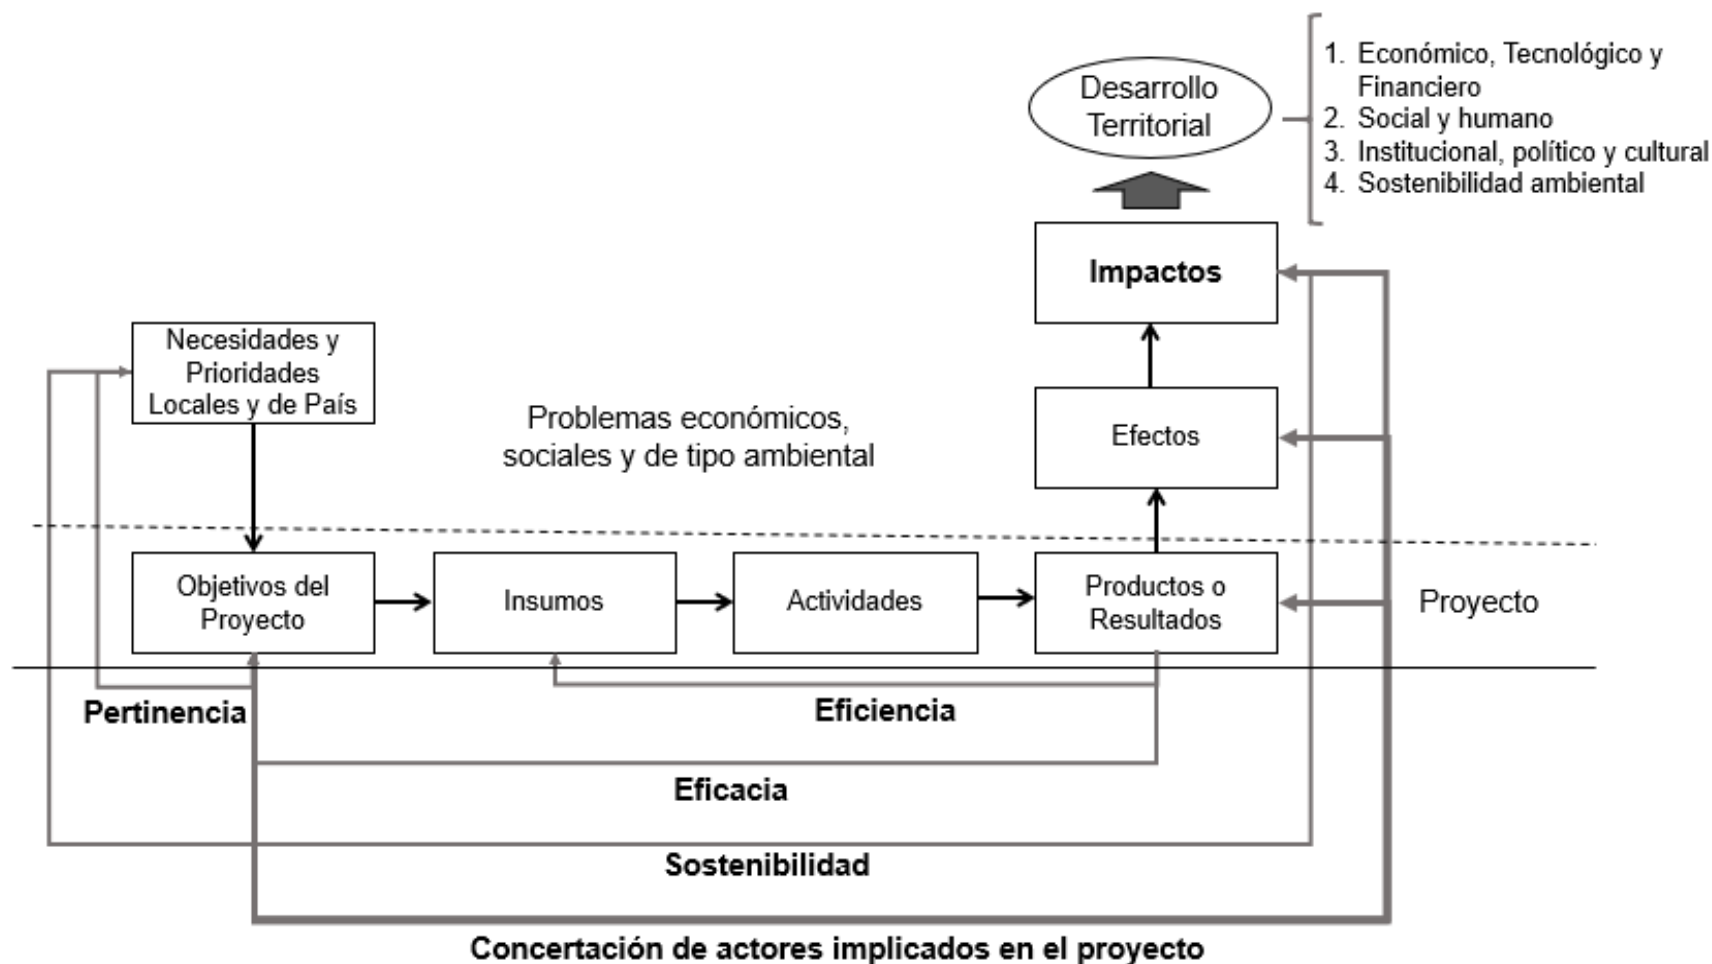 Desarrollo
Territorial
1. Económico, Tecnológico y
Financiero
2. Social y humano
3. Institucional, político y cultural
4. Sostenibilidad ambiental
Impactos
Necesidades y
Prioridades
Locales y de País
Problemas económicos,
sociales y de tipo ambiental
Efectos
Objetivos del
Proyecto
Insumos
Actividades
Productos o
Resultados
Proyecto
Pertinencia
Eficiencia
Eficacia
Sostenibilidad
Concertación de actores implicados en el proyecto